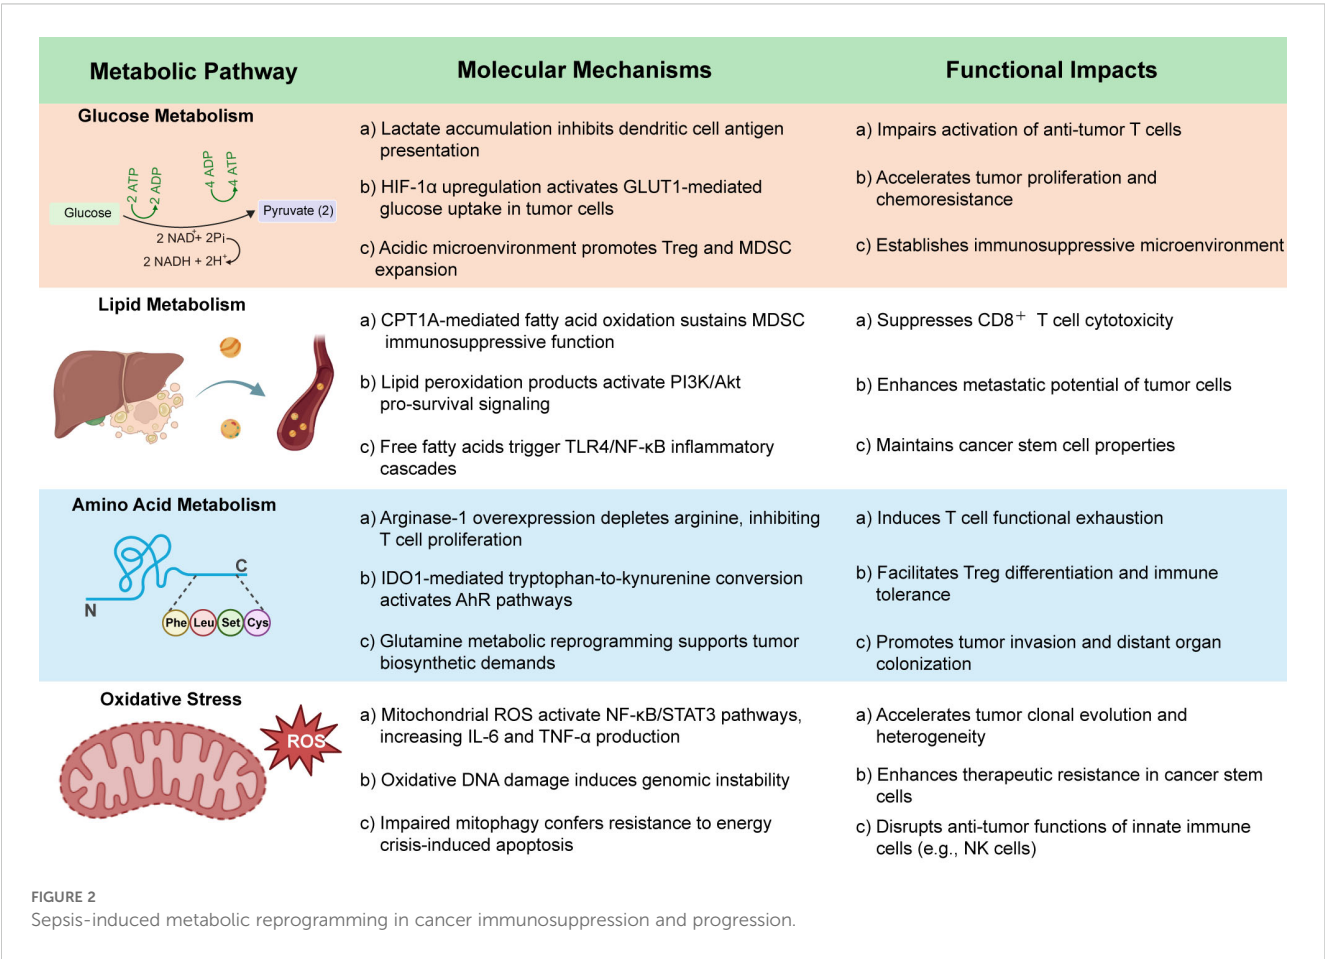 Metabolic Pathway
Molecular Mechanisms
Functional Impacts
Glucose Metabolism
2 ATP
2 ADP
4 ADP
4 ATP
Glucose
Pyruvate (2)
2 NAD+ + 2Pi
2 NADH + 2H+
a) Lactate accumulation inhibits dendritic cell antigen
presentation
b) HIF-1α upregulation activates GLUT1-mediated
glucose uptake in tumor cells
c) Acidic microenvironment promotes Treg and MDSC
expansion
a) Impairs activation of anti-tumor T cells
b) Accelerates tumor proliferation and
chemoresistance
c) Establishes immunosuppressive microenvironment
Lipid Metabolism
a) CPT1A-mediated fatty acid oxidation sustains MDSC
immunosuppressive function
b) Lipid peroxidation products activate PI3K/Akt
pro-survival signaling
c) Free fatty acids trigger TLR4/NF-κB inflammatory
cascades
a) Suppresses CD8+ T cell cytotoxicity
b) Enhances metastatic potential of tumor cells
c) Maintains cancer stem cell properties
Amino Acid Metabolism
N
C
Phe Leu Set Cys
a) Arginase-1 overexpression depletes arginine, inhibiting
T cell proliferation
b) IDO1-mediated tryptophan-to-kynurenine conversion
activates AhR pathways
c) Glutamine metabolic reprogramming supports tumor
biosynthetic demands
a) Induces T cell functional exhaustion
b) Facilitates Treg differentiation and immune
tolerance
c) Promotes tumor invasion and distant organ
colonization
Oxidative Stress
ROS
a) Mitochondrial ROS activate NF-κB/STAT3 pathways,
increasing IL-6 and TNF-α production
b) Oxidative DNA damage induces genomic instability
c) Impaired mitophagy confers resistance to energy
crisis-induced apoptosis
a) Accelerates tumor clonal evolution and
heterogeneity
b) Enhances therapeutic resistance in cancer stem
cells
c) Disrupts anti-tumor functions of innate immune
cells (e.g., NK cells)
FIGURE 2
Sepsis-induced metabolic reprogramming in cancer immunosuppression and progression.